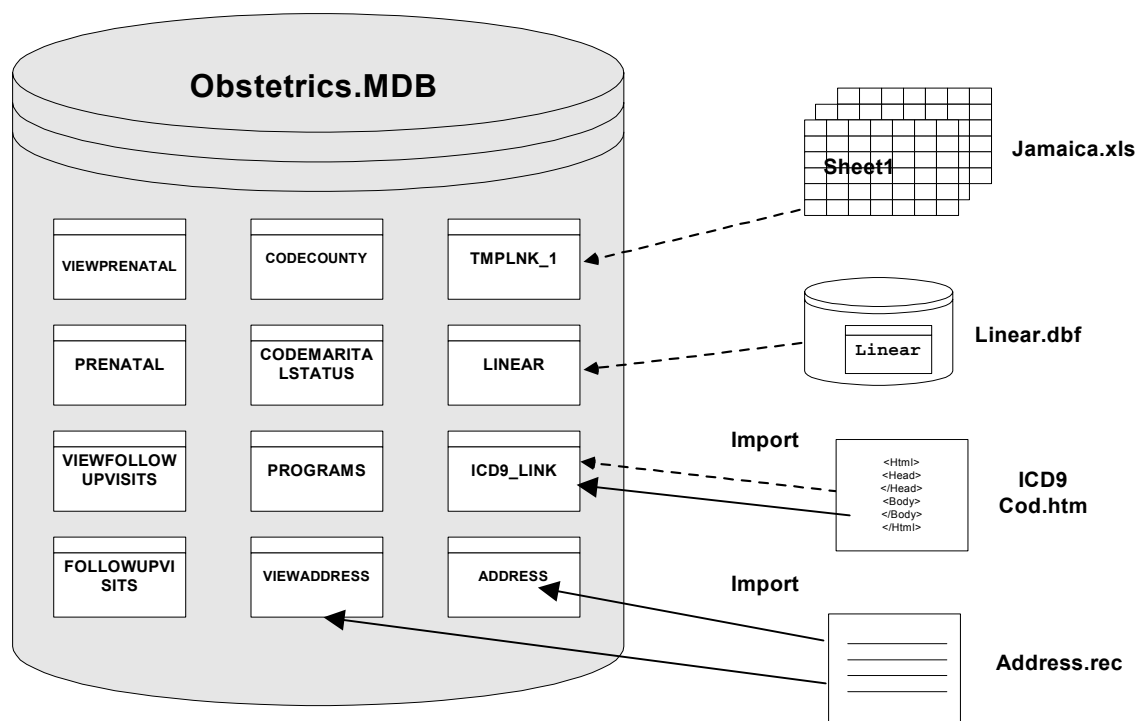 Obstetrics.MDB
Sheet1
Jamaica.xls
VIEWPRENATAL
CODECOUNTY
TMPLNK_1
PRENATAL
CODEMARITA
LSTATUS
LINEAR
Linear
Linear.dbf
VIEWFOLLOW
UPVISITS
PROGRAMS
ICD9_LINK
Import
<Html>
<Head>
</Head>
<Body>
</Body>
</Html>
ICD9
Cod.htm
FOLLOWUPVI
SITS
VIEWADDRESS
ADDRESS
Import
Address.rec